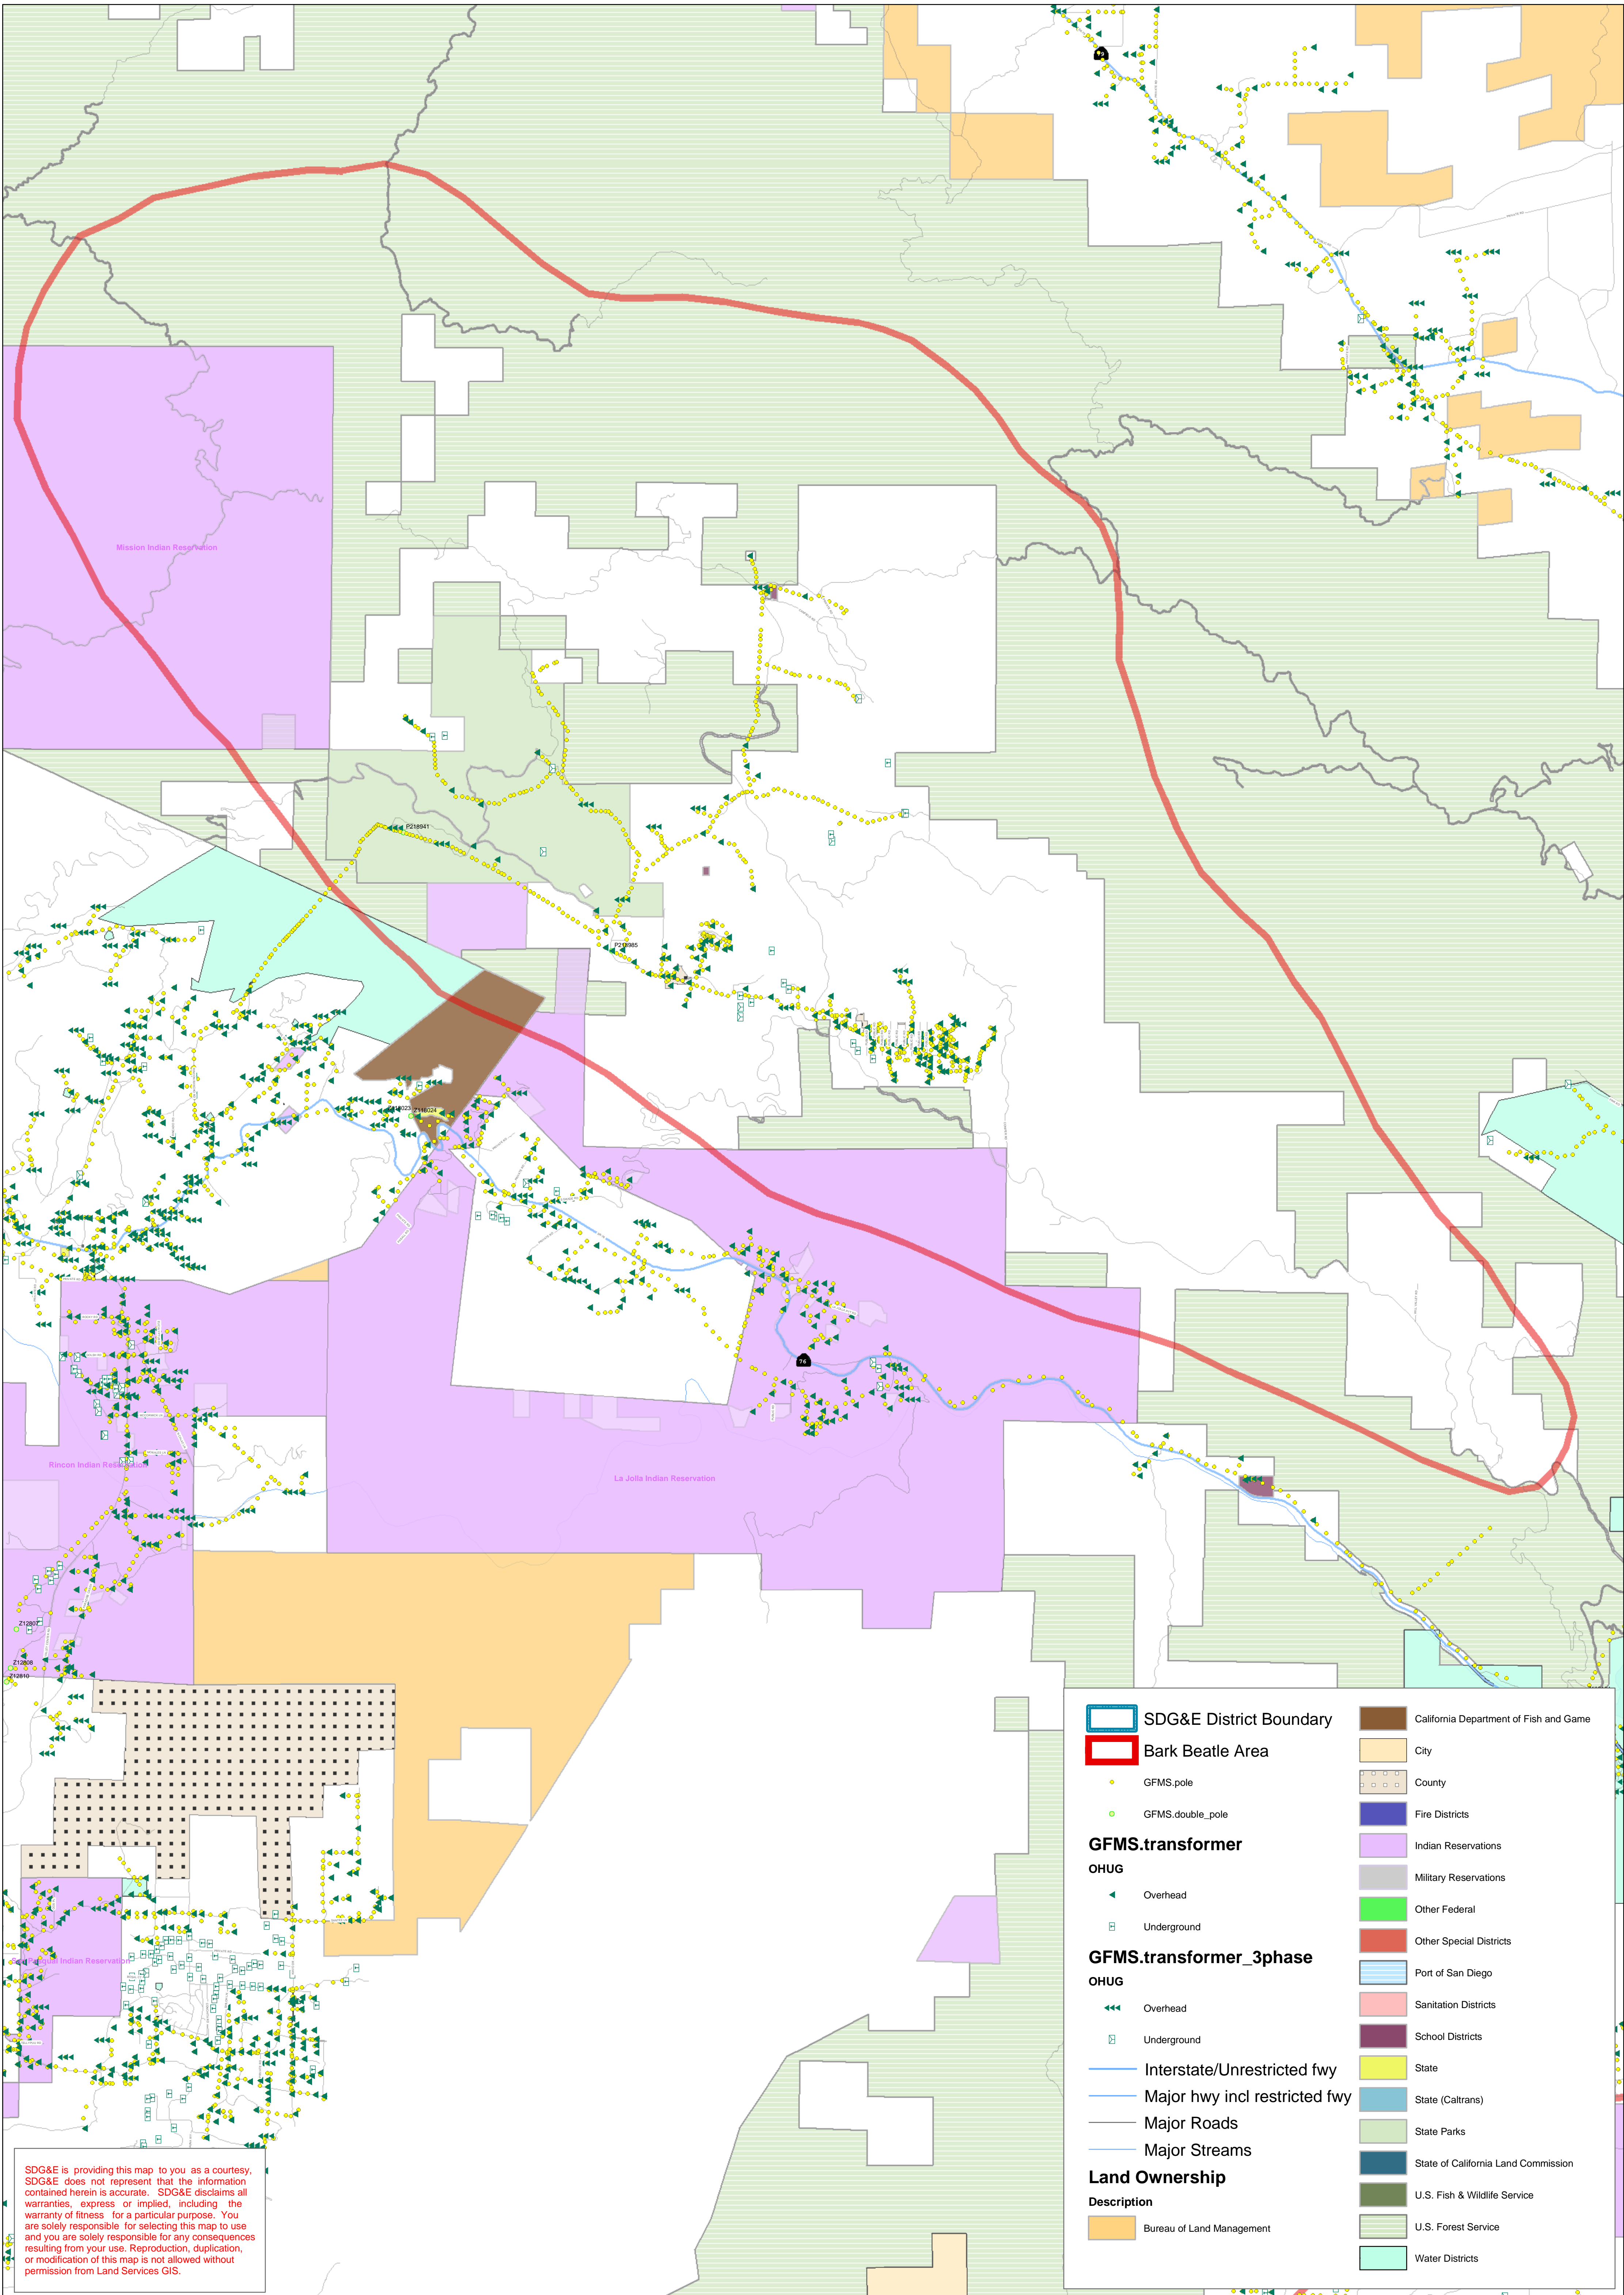 79
Mission Indian Reservation
P218941
P218985
Z118024
76
Rincon Indian Reservation
La Jolla Indian Reservation
Z12807
Z12808
Z12810
Indian Reservation
SDG&E District Boundary
Bark Beatle Area
GFMS.pole
GFMS.double_pole
GFMS.transformer
OHUG
Overhead
Underground
GFMS.transformer_3phase
OHUG
Overhead
Underground
Interstate/Unrestricted fwy
Major hwy incl restricted fwy
Major Roads
Major Streams
Land Ownership
Description
Bureau of Land Management
California Department of Fish and Game
City
County
Fire Districts
Indian Reservations
Military Reservations
Other Federal
Other Special Districts
Port of San Diego
Sanitation Districts
School Districts
State
State (Caltrans)
State Parks
State of California Land Commission
U.S. Fish & Wildlife Service
U.S. Forest Service
Water Districts
SDG&E is providing this map to you as a courtesy,
SDG&E does not represent that the information
contained herein is accurate. SDG&E disclaims all
warranties, express or implied, including the
warranty of fitness for a particular purpose. You
are solely responsible for selecting this map to use
and you are solely responsible for any consequences
resulting from your use. Reproduction, duplication,
or modification of this map is not allowed without
permission from Land Services GIS.